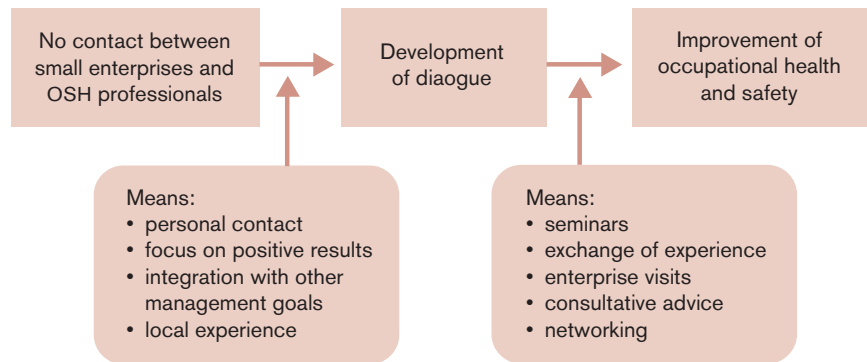 No contact between
small enterprises and
OSH professionals
Development
of diaogue
Improvement of
occupational health
and safety
Means:
• personal contact
• focus on positive results
• integration with other
management goals
• local experience
Means:
• seminars
• exchange of experience
• enterprise visits
• consultative advice
• networking